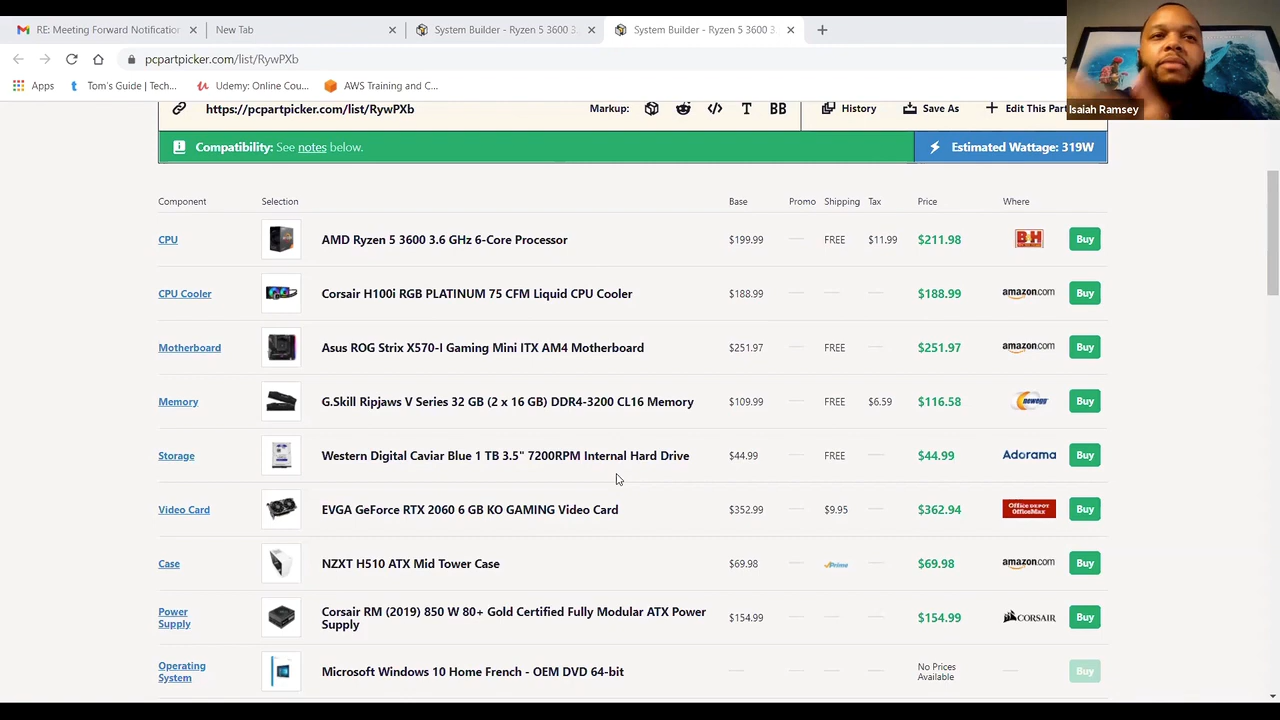 RE: Meeting Forward Notification
New Tab
System Builder - Ryzen 5 3600 3.
System Builder - Ryzen 5 3600 3.
pcpartpicker.com/list/RywPXb
Apps
Tom's Guide | Tech...
Udemy: Online Cou...
AWS Training and C...
Isaiah Ramsey
https://pcpartpicker.com/list/RywPXb
Markup:
T
BB
History
Save As
Edit This Part
Compatibility: See notes below.
Estimated Wattage: 319W
Component Selection Base Promo Shipping Tax Price Where
CPU AMD Ryzen 5 3600 3.6 GHz 6-Core Processor $199.99 FREE $11.99 $211.98 B&H Buy
CPU Cooler Corsair H100i RGB PLATINUM 75 CFM Liquid CPU Cooler $188.99 $188.99 amazon.com Buy
Motherboard Asus ROG Strix X570-I Gaming Mini ITX AM4 Motherboard $251.97 FREE $251.97 amazon.com Buy
Memory G.Skill Ripjaws V Series 32 GB (2 x 16 GB) DDR4-3200 CL16 Memory $109.99 FREE $6.59 $116.58 newegg Buy
Storage Western Digital Caviar Blue 1 TB 3.5" 7200RPM Internal Hard Drive $44.99 FREE $44.99 Adorama Buy
Video Card EVGA GeForce RTX 2060 6 GB KO GAMING Video Card $352.99 $9.95 $362.94 Office DEPOT OfficeMax Buy
Case NZXT H510 ATX Mid Tower Case $69.98 Prime $69.98 amazon.com Buy
Power Supply Corsair RM (2019) 850 W 80+ Gold Certified Fully Modular ATX Power Supply $154.99 $154.99 CORSAIR Buy
Operating System Microsoft Windows 10 Home French - OEM DVD 64-bit No Prices Available Buy